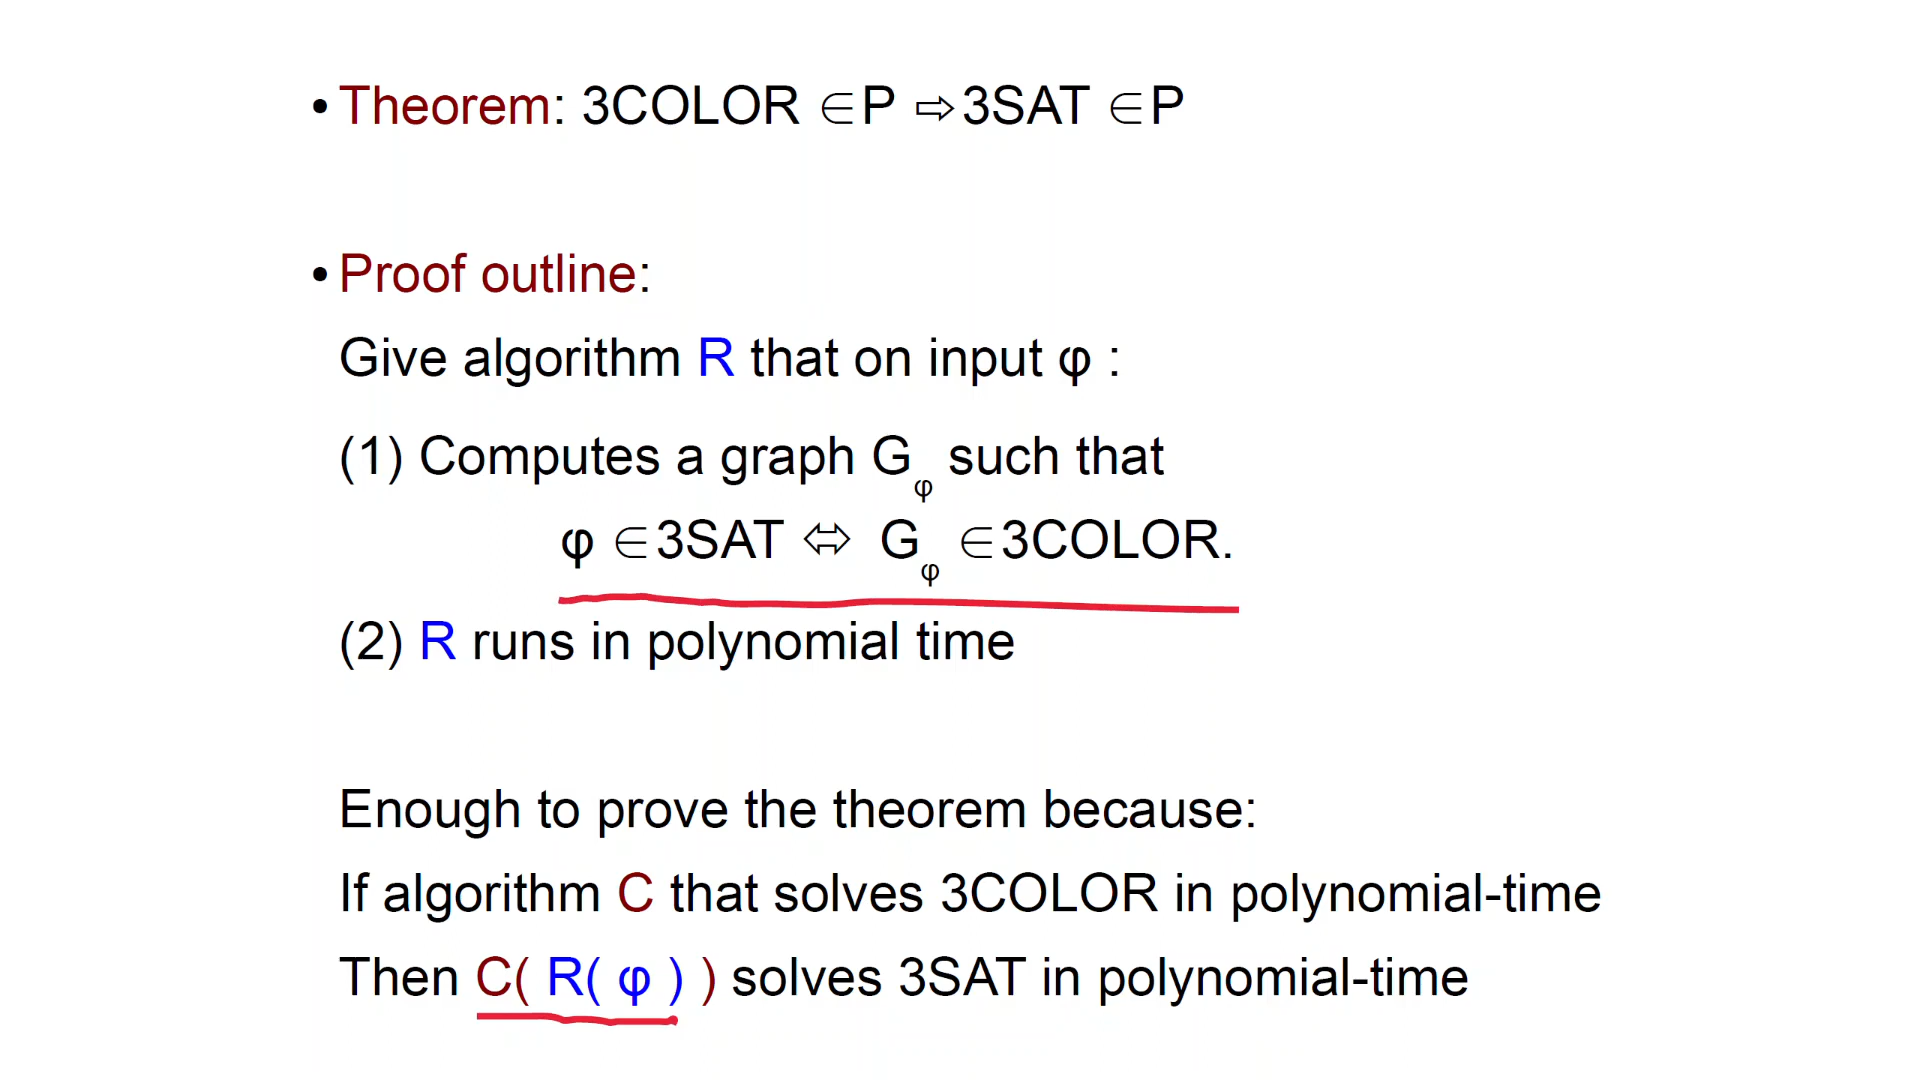 • Theorem: 3COLOR ∈P ⇨3SAT ∈P
• Proof outline:
Give algorithm R that on input φ :
(1) Computes a graph Gφ such that
φ ∈3SAT ⬄ Gφ ∈3COLOR.
(2) R runs in polynomial time
Enough to prove the theorem because:
If algorithm C that solves 3COLOR in polynomial-time
Then C( R( φ ) ) solves 3SAT in polynomial-time